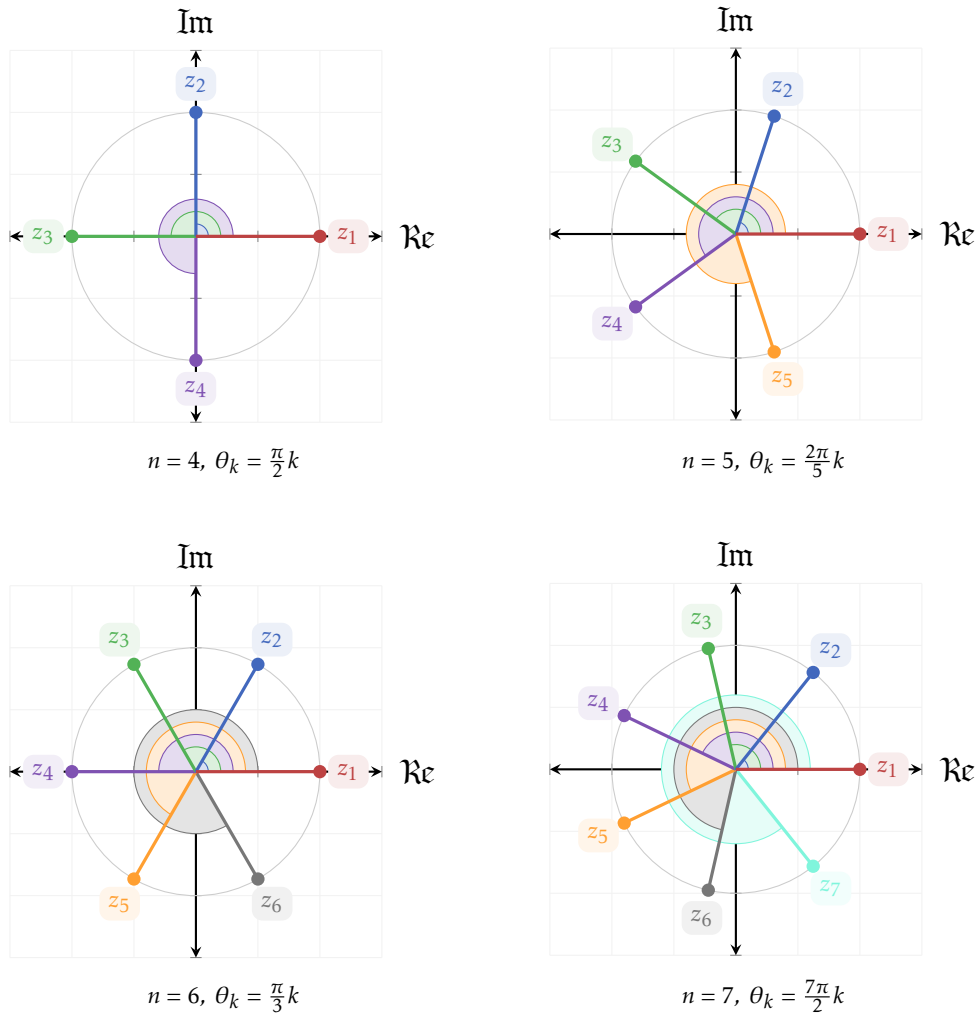 ℑ𝔪
z₂
z₃ z₁ ℜ𝔢
z₄
n = 4, θₖ = π/2 k
ℑ𝔪
z₂
z₃
z₁ ℜ𝔢
z₄
z₅
n = 5, θₖ = 2π/5 k
ℑ𝔪
z₃ z₂
z₄ z₁ ℜ𝔢
z₅ z₆
n = 6, θₖ = π/3 k
ℑ𝔪
z₃
z₂
z₄
z₁ ℜ𝔢
z₅
z₇
z₆
n = 7, θₖ = 7π/2 k